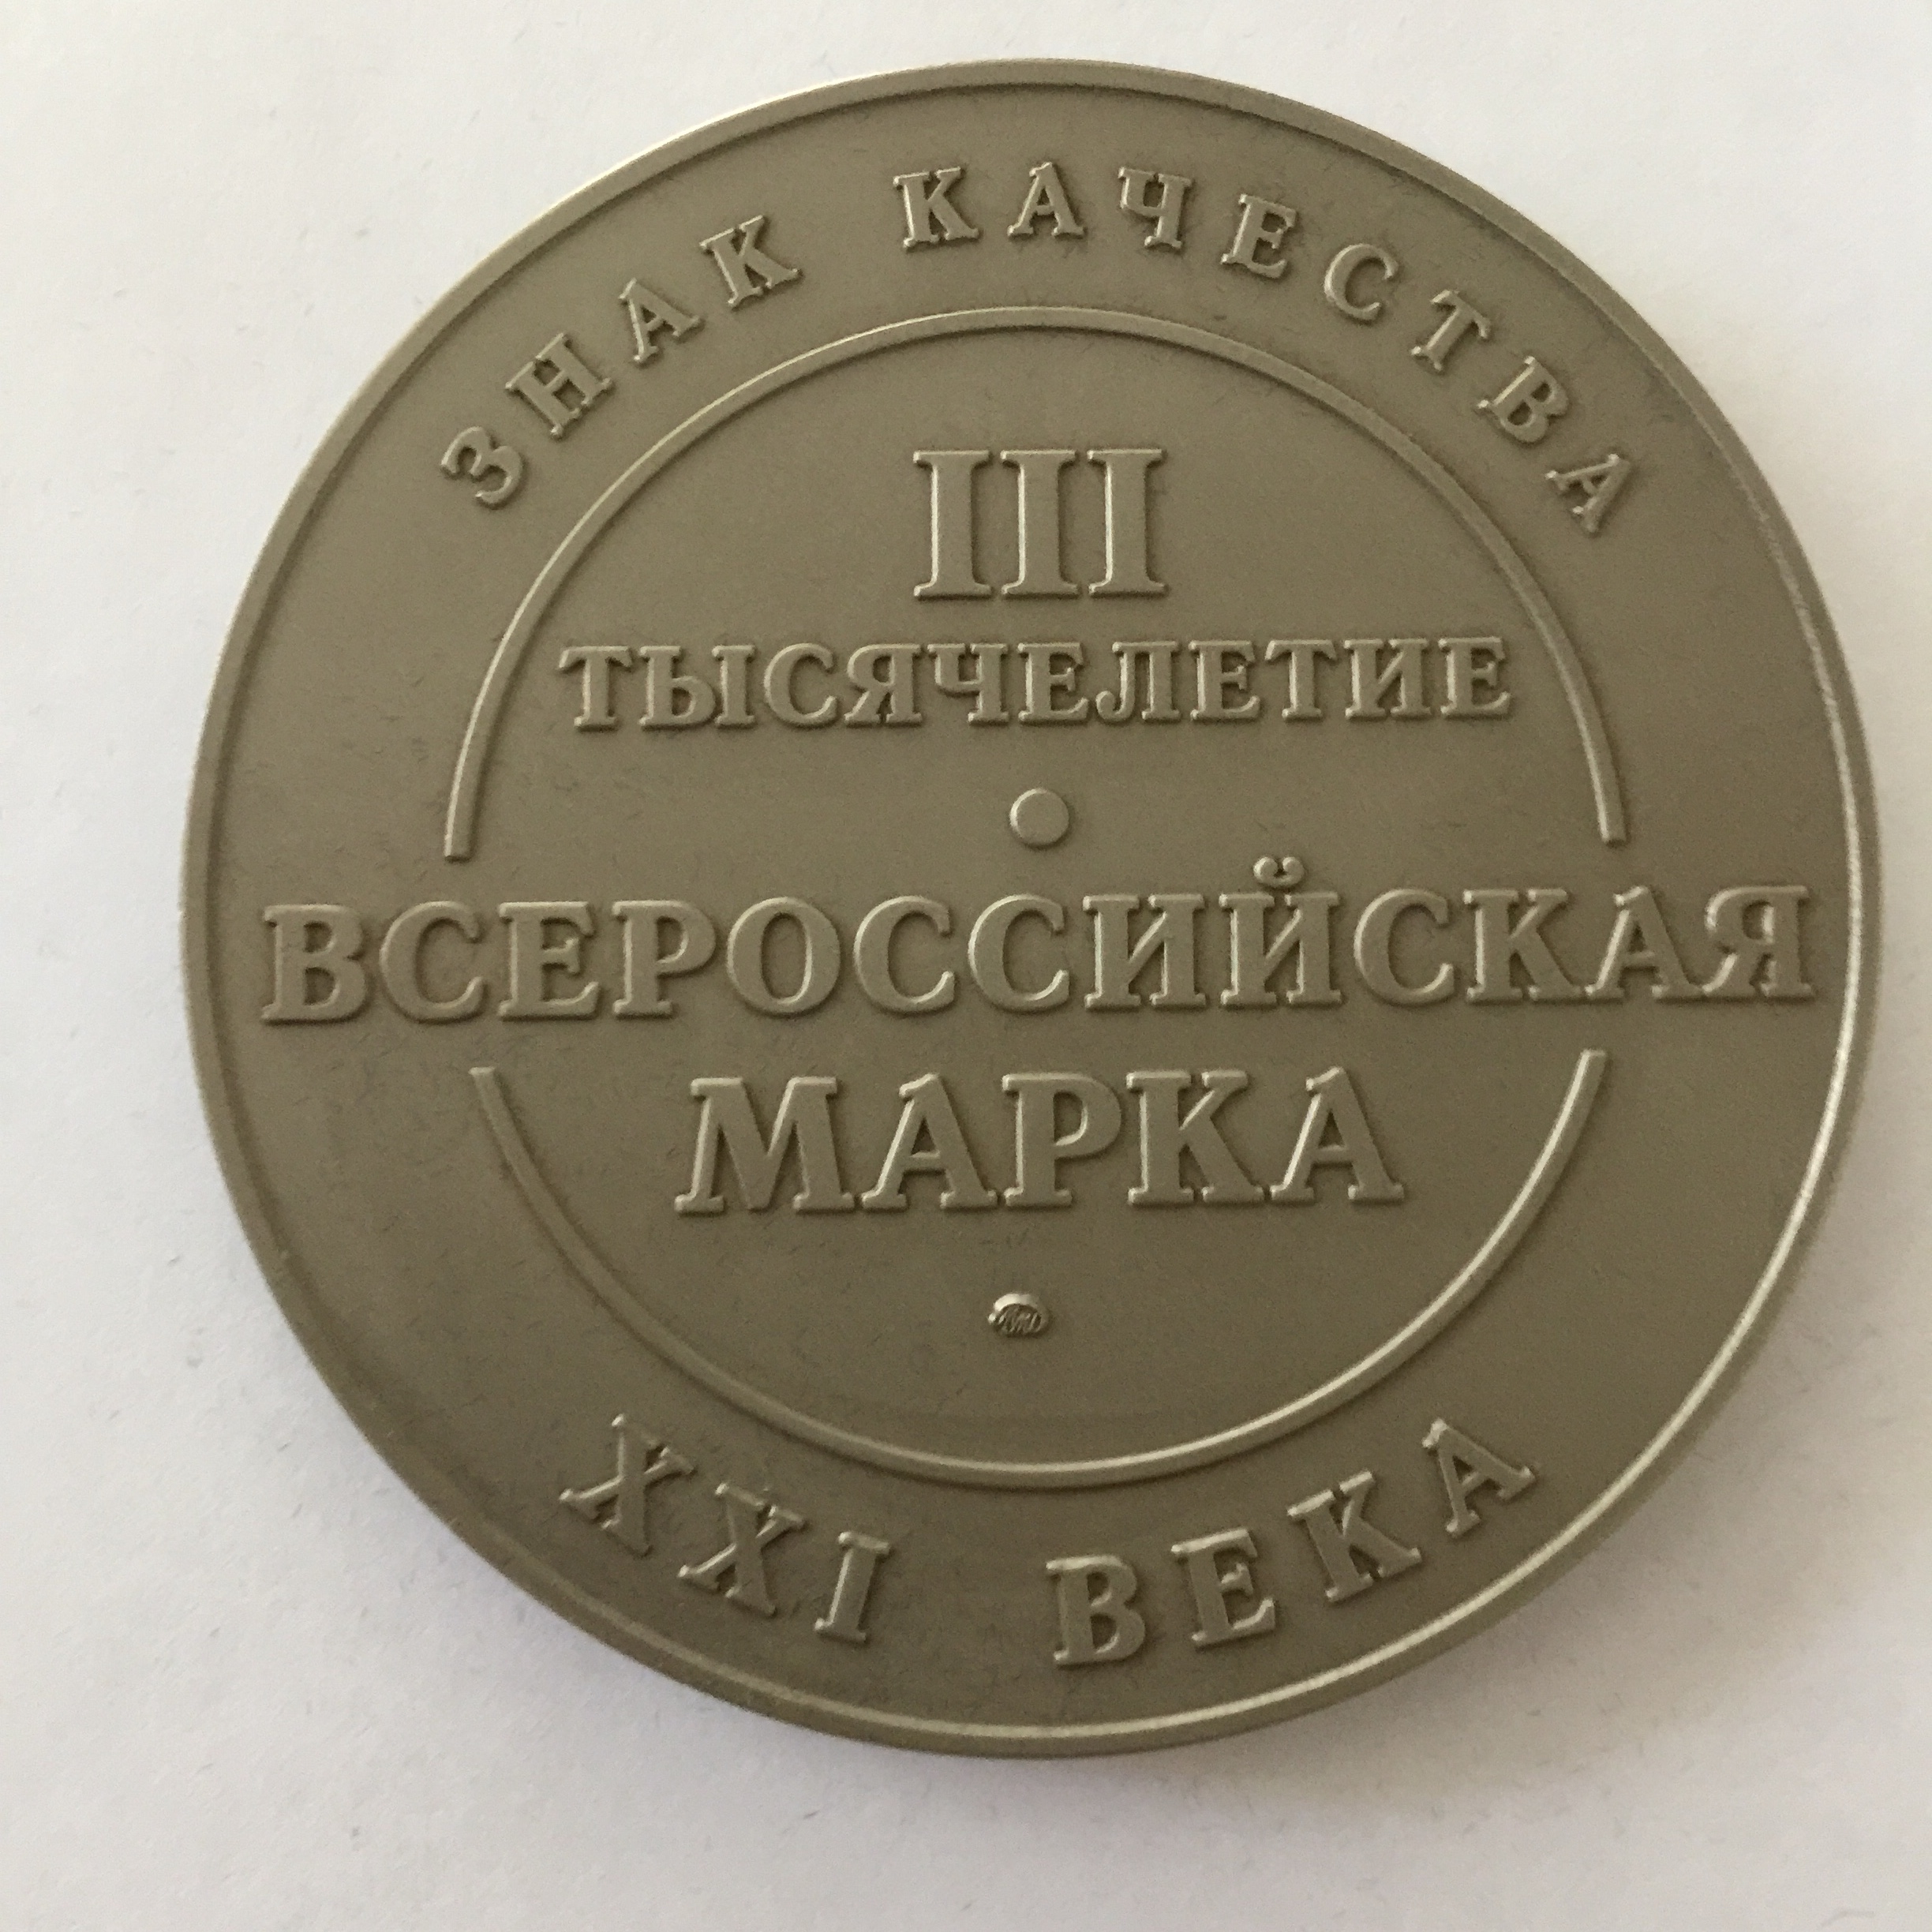 ЗНАК КАЧЕСТВА
III
ТЫСЯЧЕЛЕТИЕ
ВСЕРОССИЙСКАЯ
МАРКА
XXI ВЕКА